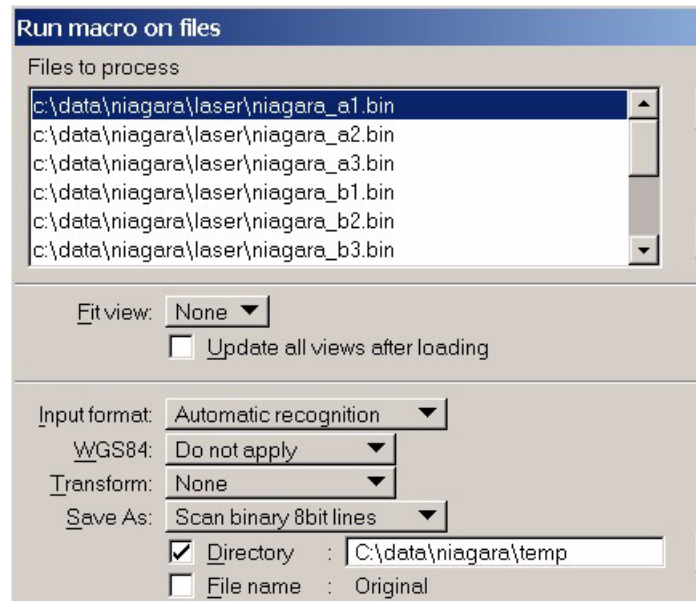 Run macro on files
Files to process
c:\data\niagara\laser\niagara_a1.bin
c:\data\niagara\laser\niagara_a2.bin
c:\data\niagara\laser\niagara_a3.bin
c:\data\niagara\laser\niagara_b1.bin
c:\data\niagara\laser\niagara_b2.bin
c:\data\niagara\laser\niagara_b3.bin
Fit view: None
Update all views after loading
Input format: Automatic recognition
WGS84: Do not apply
Transform: None
Save As: Scan binary 8bit lines
Directory : C:\data\niagara\temp
File name : Original